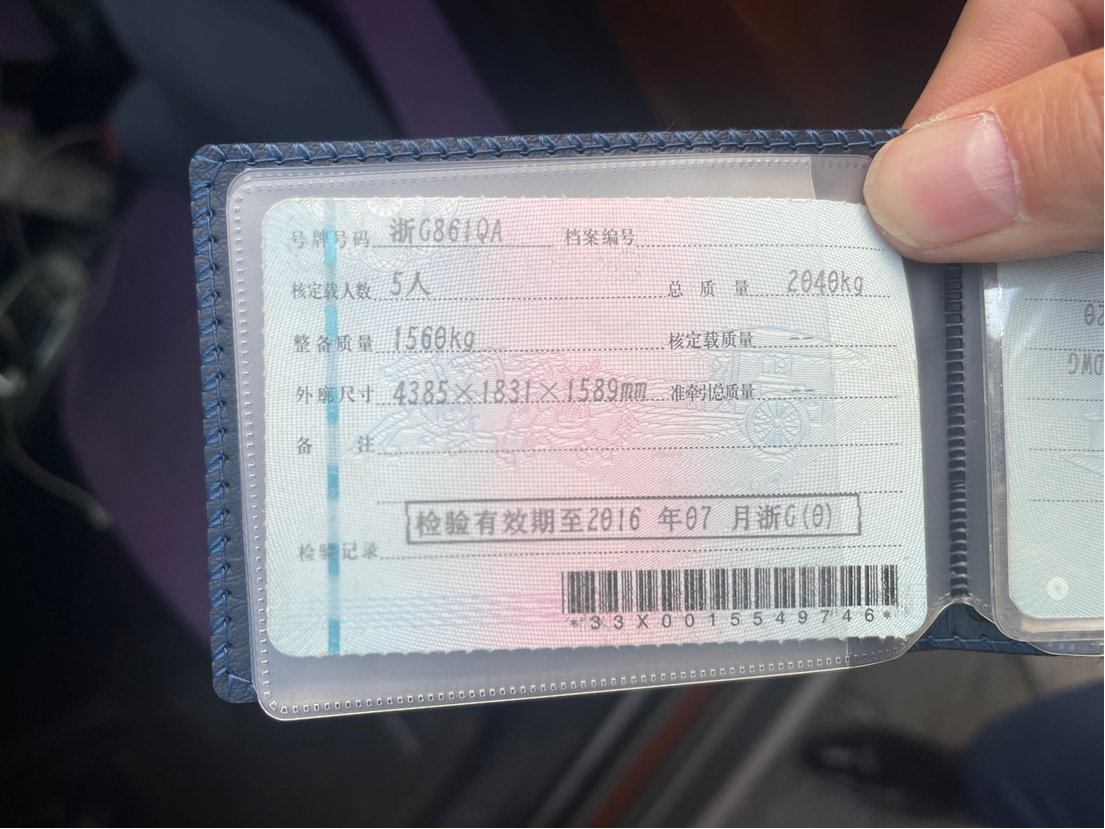 号牌号码 浙G861QA 档案编号
核定载人数 5人 总质量 2040kg
整备质量 1560kg 核定载质量 --
外廓尺寸 4385×1831×1589mm 准牵引总质量 --
备注
检验有效期至2016 年07 月浙G(0)
检验记录
*33X0015549746*